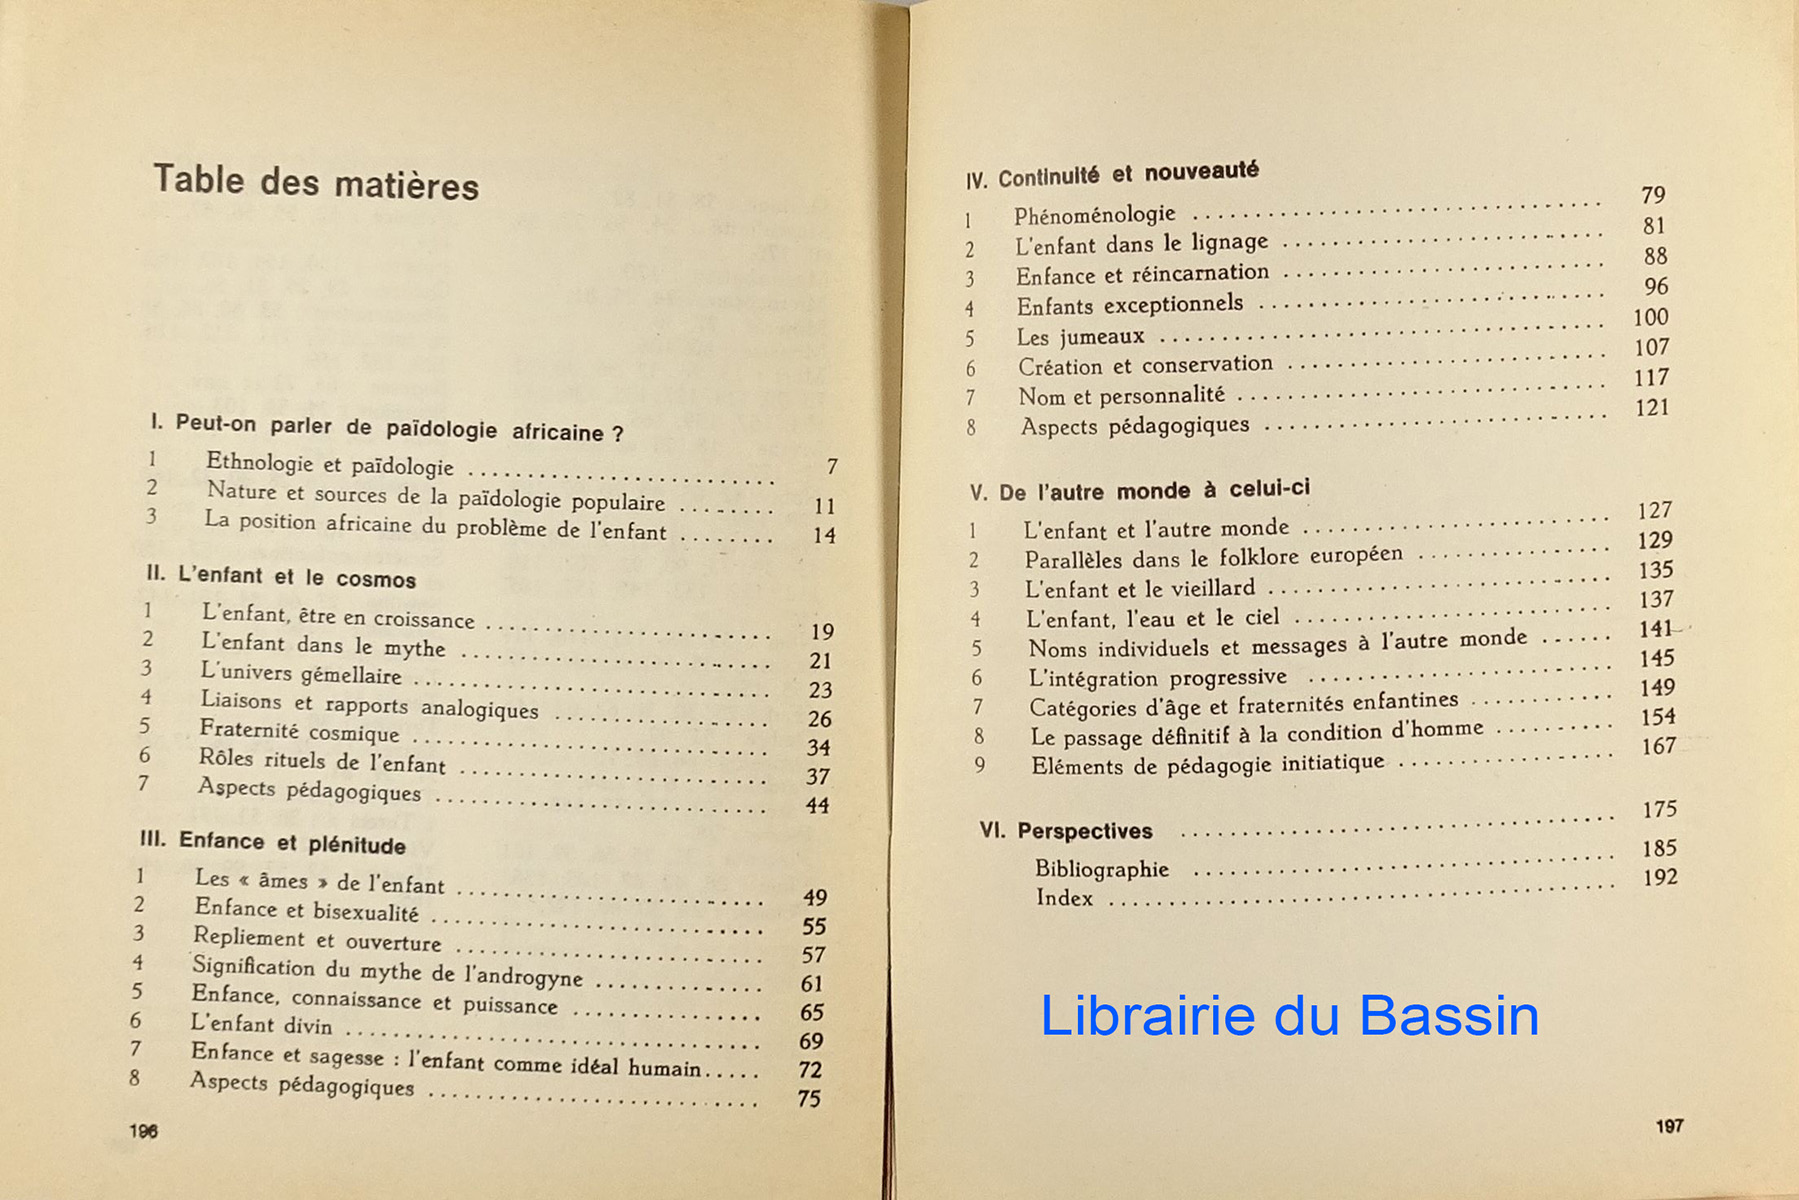 Table des matières
I. Peut-on parler de païdologie africaine ?
1 Ethnologie et païdologie ........................ 7
2 Nature et sources de la païdologie populaire ........ 11
3 La position africaine du problème de l'enfant ........ 14
II. L'enfant et le cosmos
1 L'enfant, être en croissance ........................ 19
2 L'enfant dans le mythe ........................ 21
3 L'univers gémellaire ........................ 23
4 Liaisons et rapports analogiques ........................ 26
5 Fraternité cosmique ........................ 34
6 Rôles rituels de l'enfant ........................ 37
7 Aspects pédagogiques ........................ 44
III. Enfance et plénitude
1 Les « âmes » de l'enfant ........................ 49
2 Enfance et bisexualité ........................ 55
3 Repliement et ouverture ........................ 57
4 Signification du mythe de l'androgyne .............. 61
5 Enfance, connaissance et puissance ................ 65
6 L'enfant divin ........................ 69
7 Enfance et sagesse : l'enfant comme idéal humain..... 72
8 Aspects pédagogiques ........................ 75
196
IV. Continuité et nouveauté
1 Phénoménologie ........................ 79
2 L'enfant dans le lignage ........................ 81
3 Enfance et réincarnation ........................ 88
4 Enfants exceptionnels ........................ 96
5 Les jumeaux ........................ 100
6 Création et conservation ........................ 107
7 Nom et personnalité ........................ 117
8 Aspects pédagogiques ........................ 121
V. De l'autre monde à celui-ci
1 L'enfant et l'autre monde ........................ 127
2 Parallèles dans le folklore européen ................ 129
3 L'enfant et le vieillard ........................ 135
4 L'enfant, l'eau et le ciel ........................ 137
5 Noms individuels et messages à l'autre monde ...... 141
6 L'intégration progressive ........................ 145
7 Catégories d'âge et fraternités enfantines ............ 149
8 Le passage définitif à la condition d'homme .......... 154
9 Eléments de pédagogie initiatique .................. 167
VI. Perspectives ........................ 175
Bibliographie ........................ 185
Index ........................ 192
Librairie du Bassin
197